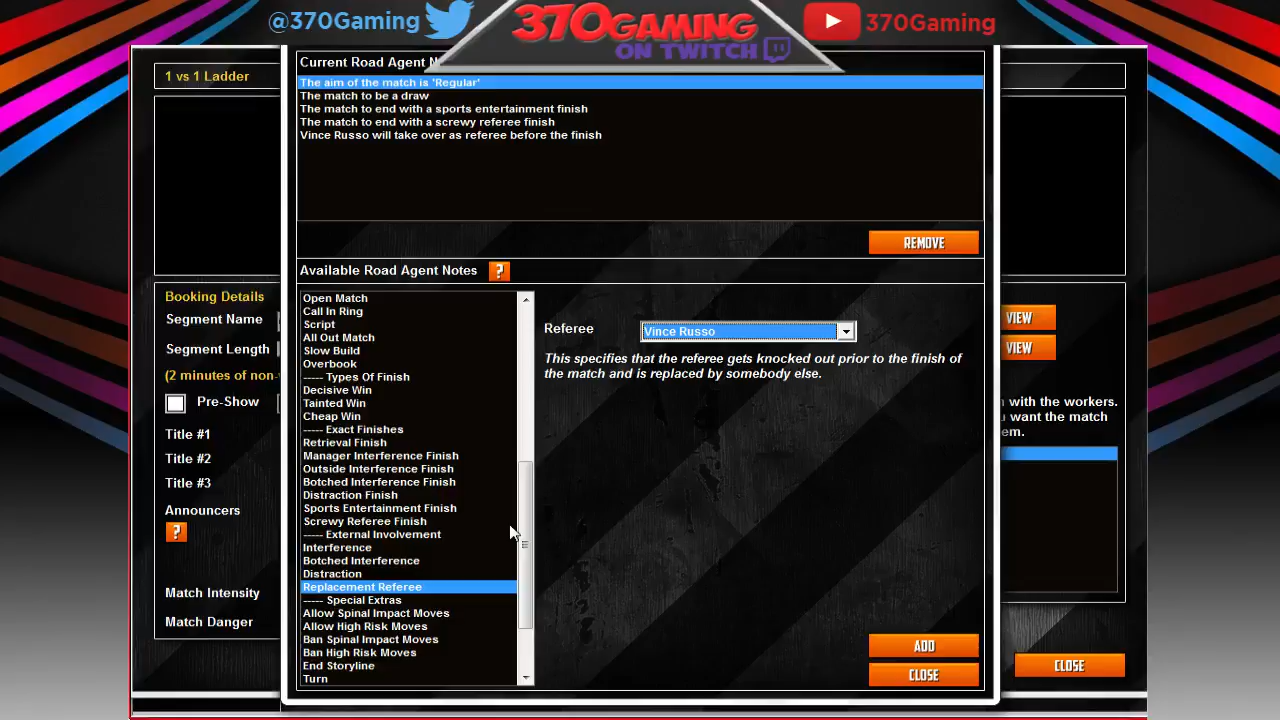 @370Gaming
370GAMING
ON TWITCH
370GAMING
1 vs 1 Ladder
Current Road Agent N
The aim of the match is 'Regular'
The match to be a draw
The match to end with a sports entertainment finish
The match to end with a screwy referee finish
Vince Russo will take over as referee before the finish
REMOVE
Available Road Agent Notes
?
Booking Details
Segment Name
Segment Length
(2 minutes of non-
Pre-Show
Title #1
Title #2
Title #3
Announcers
?
Match Intensity
Match Danger
Open Match
Call In Ring
Script
All Out Match
Slow Build
Overbook
----- Types Of Finish
Decisive Win
Tainted Win
Cheap Win
----- Exact Finishes
Retrieval Finish
Manager Interference Finish
Outside Interference Finish
Botched Interference Finish
Distraction Finish
Sports Entertainment Finish
Screwy Referee Finish
----- External Involvement
Interference
Botched Interference
Distraction
Replacement Referee
----- Special Extras
Allow Spinal Impact Moves
Allow High Risk Moves
Ban Spinal Impact Moves
Ban High Risk Moves
End Storyline
Turn
Referee
Vince Russo
This specifies that the referee gets knocked out prior to the finish of
the match and is replaced by somebody else.
ADD
CLOSE
VIEW
VIEW
with the workers.
u want the match
em.
CLOSE